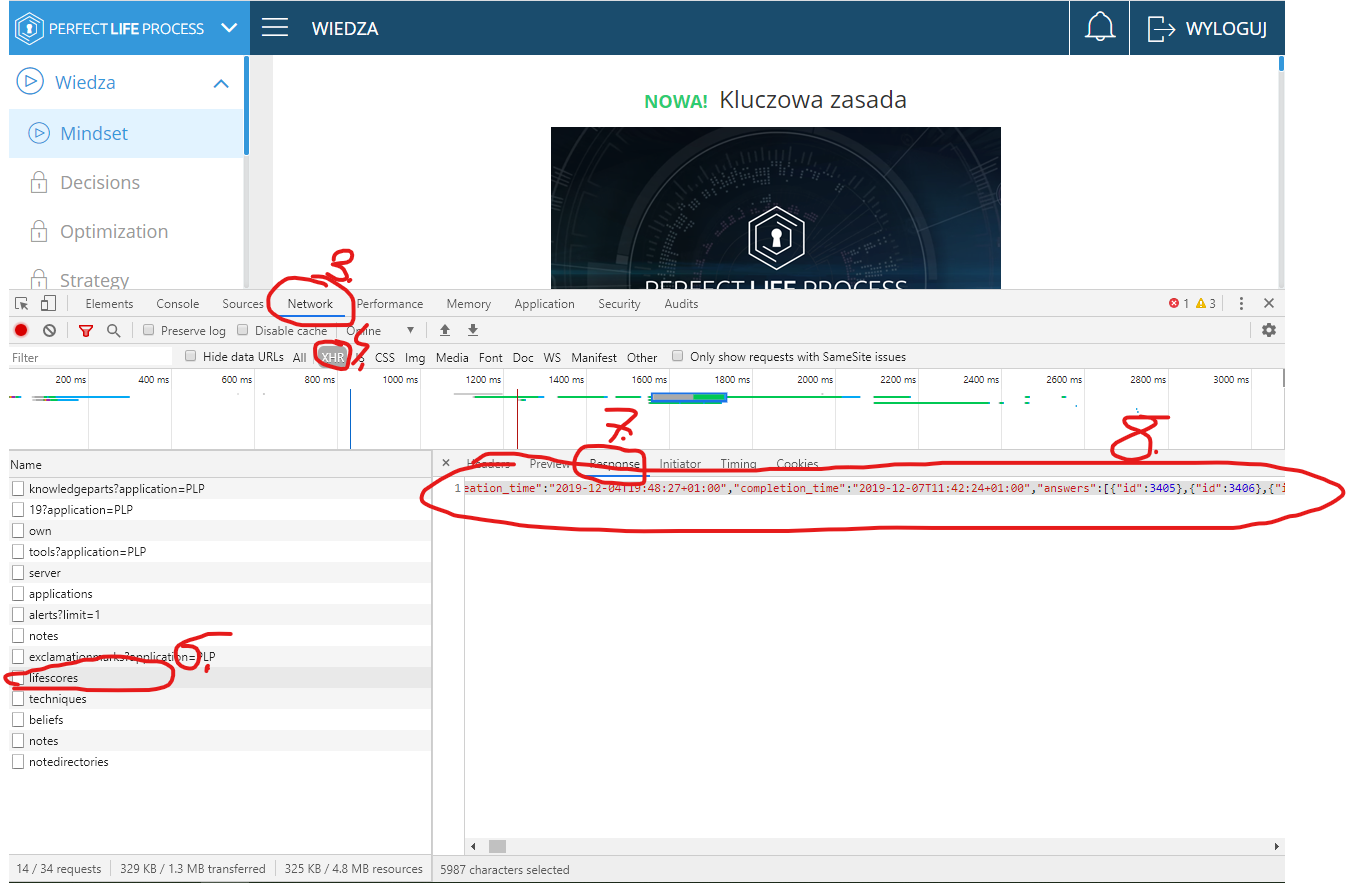 PERFECT LIFE PROCESS
WIEDZA
WYLOGUJ
Wiedza
Mindset
Decisions
Optimization
Strategy
NOWA! Kluczowa zasada
PERFECT LIFE PROCESS
Elements Console Sources Network Performance Memory Application Security Audits 1 3
Preserve log Disable cache Online
Filter Hide data URLs All XHR JS CSS Img Media Font Doc WS Manifest Other Only show requests with SameSite issues
200 ms 400 ms 600 ms 800 ms 1000 ms 1200 ms 1400 ms 1600 ms 1800 ms 2000 ms 2200 ms 2400 ms 2600 ms 2800 ms 3000 ms
7.
8.
Name
Headers Preview Response Initiator Timing Cookies
1 eation_time":"2019-12-04T19:48:27+01:00","completion_time":"2019-12-07T11:42:24+01:00","answers":[{"id":3405},{"id":3406},{"i
knowledgeparts?application=PLP
19?application=PLP
own
tools?application=PLP
server
applications
alerts?limit=1
notes
5.
exclamationmarks?application=PLP
lifescores
techniques
beliefs
notes
notedirectories
14 / 34 requests 329 KB / 1.3 MB transferred 325 KB / 4.8 MB resources 5987 characters selected